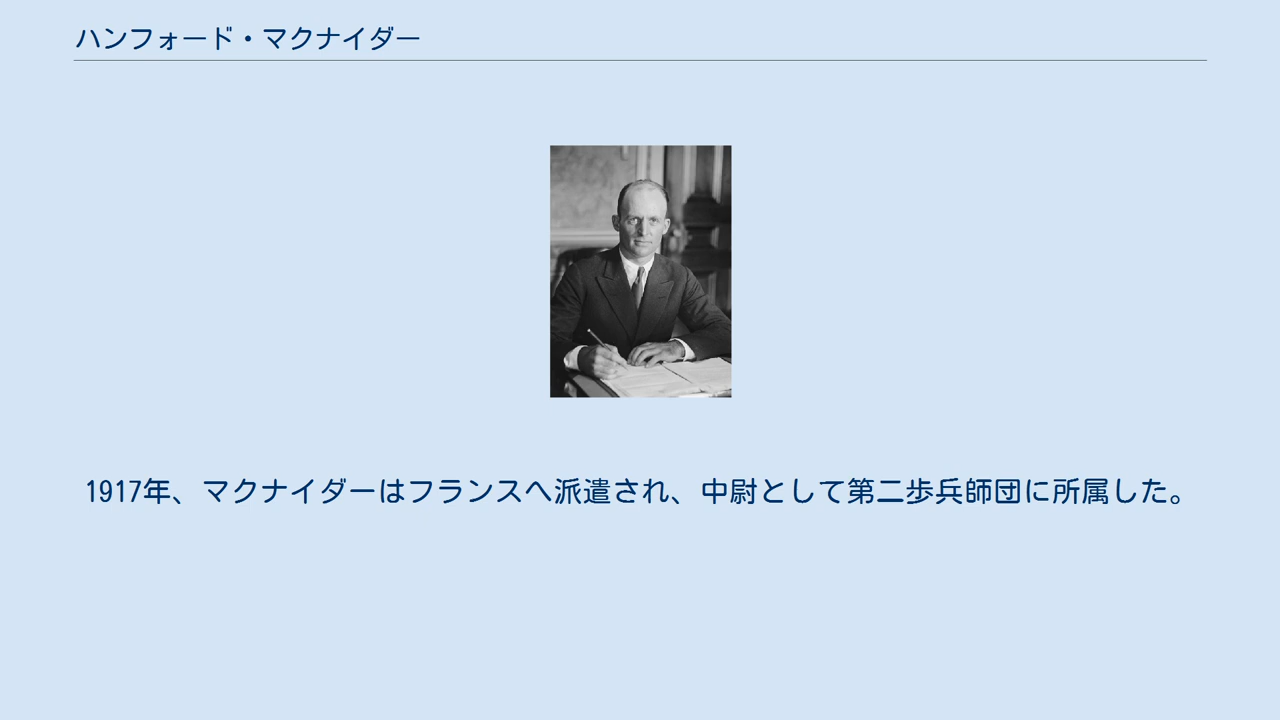 ハンフォード・マクナイダー
1917年、マクナイダーはフランスへ派遣され、中尉として第二歩兵師団に所属した。